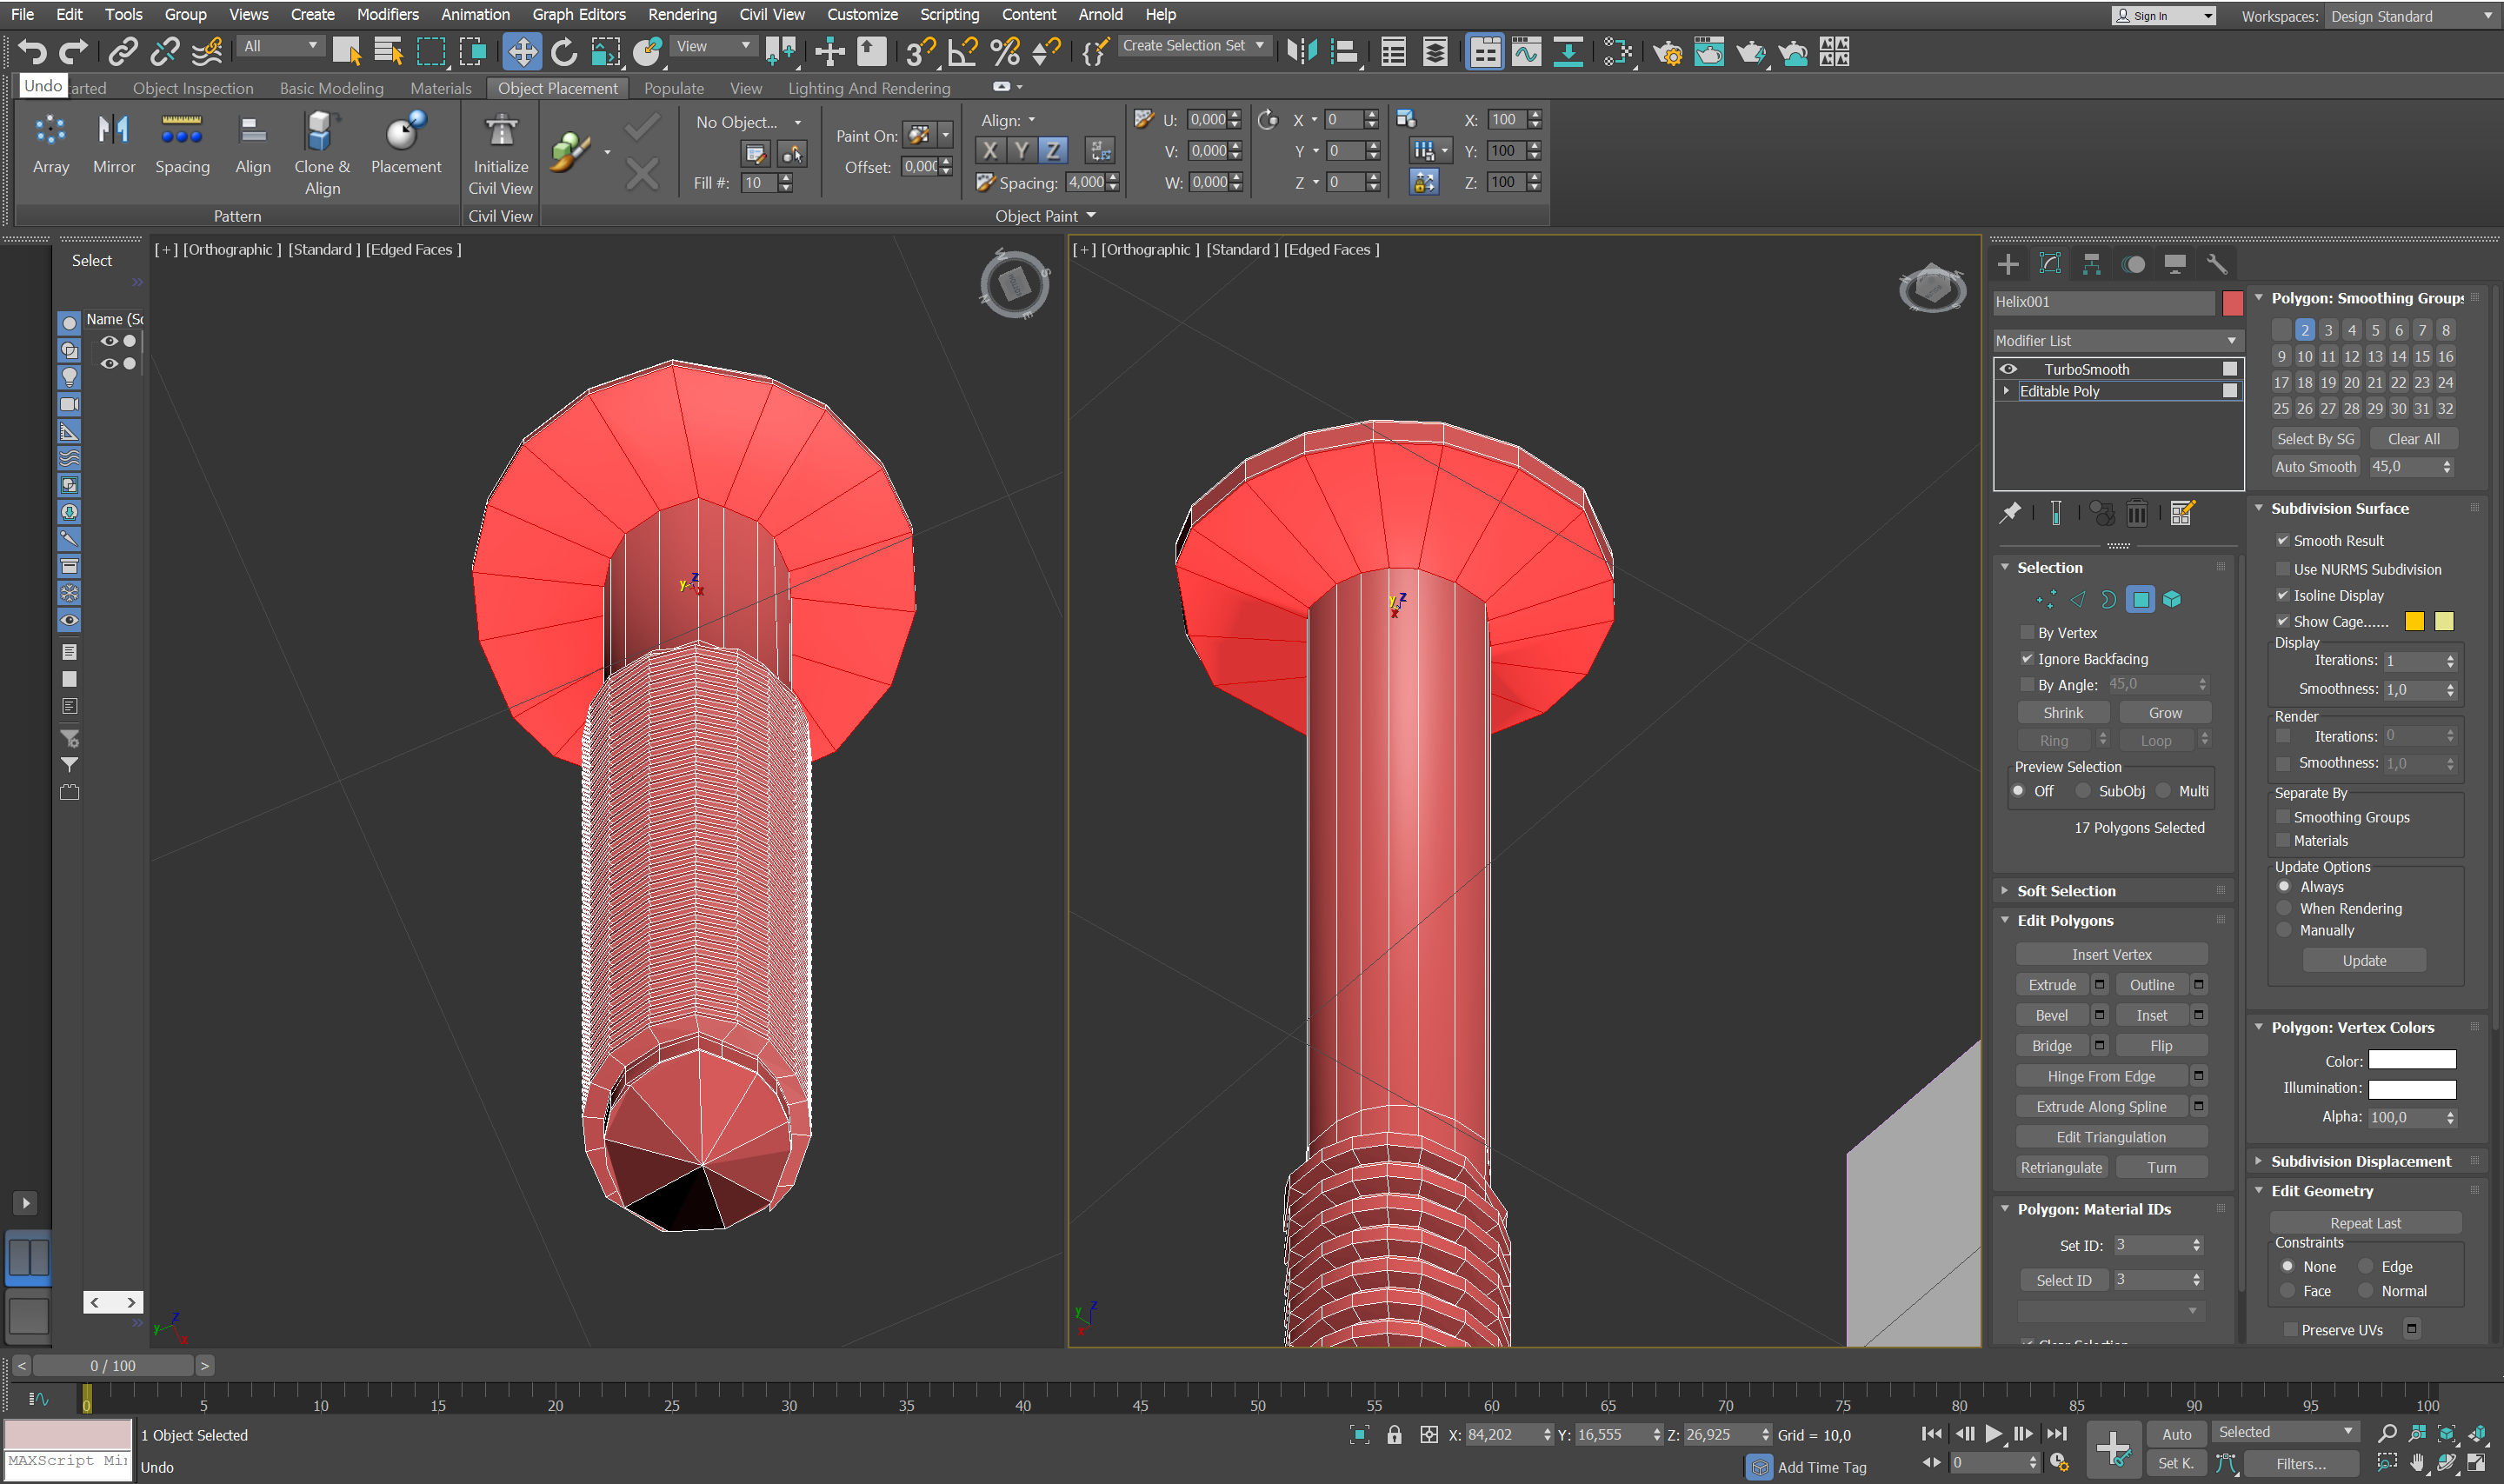 File Edit Tools Group Views Create Modifiers Animation Graph Editors Rendering Civil View Customize Scripting Content Arnold Help
Sign In Workspaces: Design Standard
All View Create Selection Set
Undo arted Object Inspection Basic Modeling Materials Object Placement Populate View Lighting And Rendering
Array Mirror Spacing Align Clone & Align Placement
Pattern
Initialize Civil View
Civil View
No Object...
Fill #: 10
Paint On:
Offset: 0,000
Align:
X Y Z
Spacing: 4,000
U: 0,000
V: 0,000
W: 0,000
X 0
Y 0
Z 0
X: 100
Y: 100
Z: 100
Object Paint
Select
Name (So
[+] [Orthographic ] [Standard ] [Edged Faces ]
[+] [Orthographic ] [Standard ] [Edged Faces ]
Helix001
Modifier List
TurboSmooth
Editable Poly
Selection
By Vertex
Ignore Backfacing
By Angle: 45,0
Shrink Grow
Ring Loop
Preview Selection
Off SubObj Multi
17 Polygons Selected
Soft Selection
Edit Polygons
Insert Vertex
Extrude Outline
Bevel Inset
Bridge Flip
Hinge From Edge
Extrude Along Spline
Edit Triangulation
Retriangulate Turn
Polygon: Material IDs
Set ID: 3
Select ID 3
Clear Selection
Polygon: Smoothing Groups
2 3 4 5 6 7 8
9 10 11 12 13 14 15 16
17 18 19 20 21 22 23 24
25 26 27 28 29 30 31 32
Select By SG Clear All
Auto Smooth 45,0
Subdivision Surface
Smooth Result
Use NURMS Subdivision
Isoline Display
Show Cage......
Display
Iterations: 1
Smoothness: 1,0
Render
Iterations: 0
Smoothness: 1,0
Separate By
Smoothing Groups
Materials
Update Options
Always
When Rendering
Manually
Update
Polygon: Vertex Colors
Color:
Illumination:
Alpha: 100,0
Subdivision Displacement
Edit Geometry
Repeat Last
Constraints
None Edge
Face Normal
Preserve UVs
< 0 / 100 >
0 5 10 15 20 25 30 35 40 45 50 55 60 65 70 75 80 85 90 95 100
1 Object Selected
X: 84,202 Y: 16,555 Z: 26,925 Grid = 10,0
Auto Selected
MAXScript Mi
Undo
Add Time Tag
0
Set K. Filters...